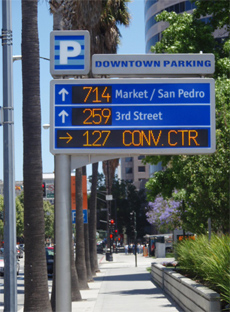 P
DOWNTOWN PARKING
↑ 714 Market / San Pedro
↑ 259 3rd Street
→ 127 CONV.CTR